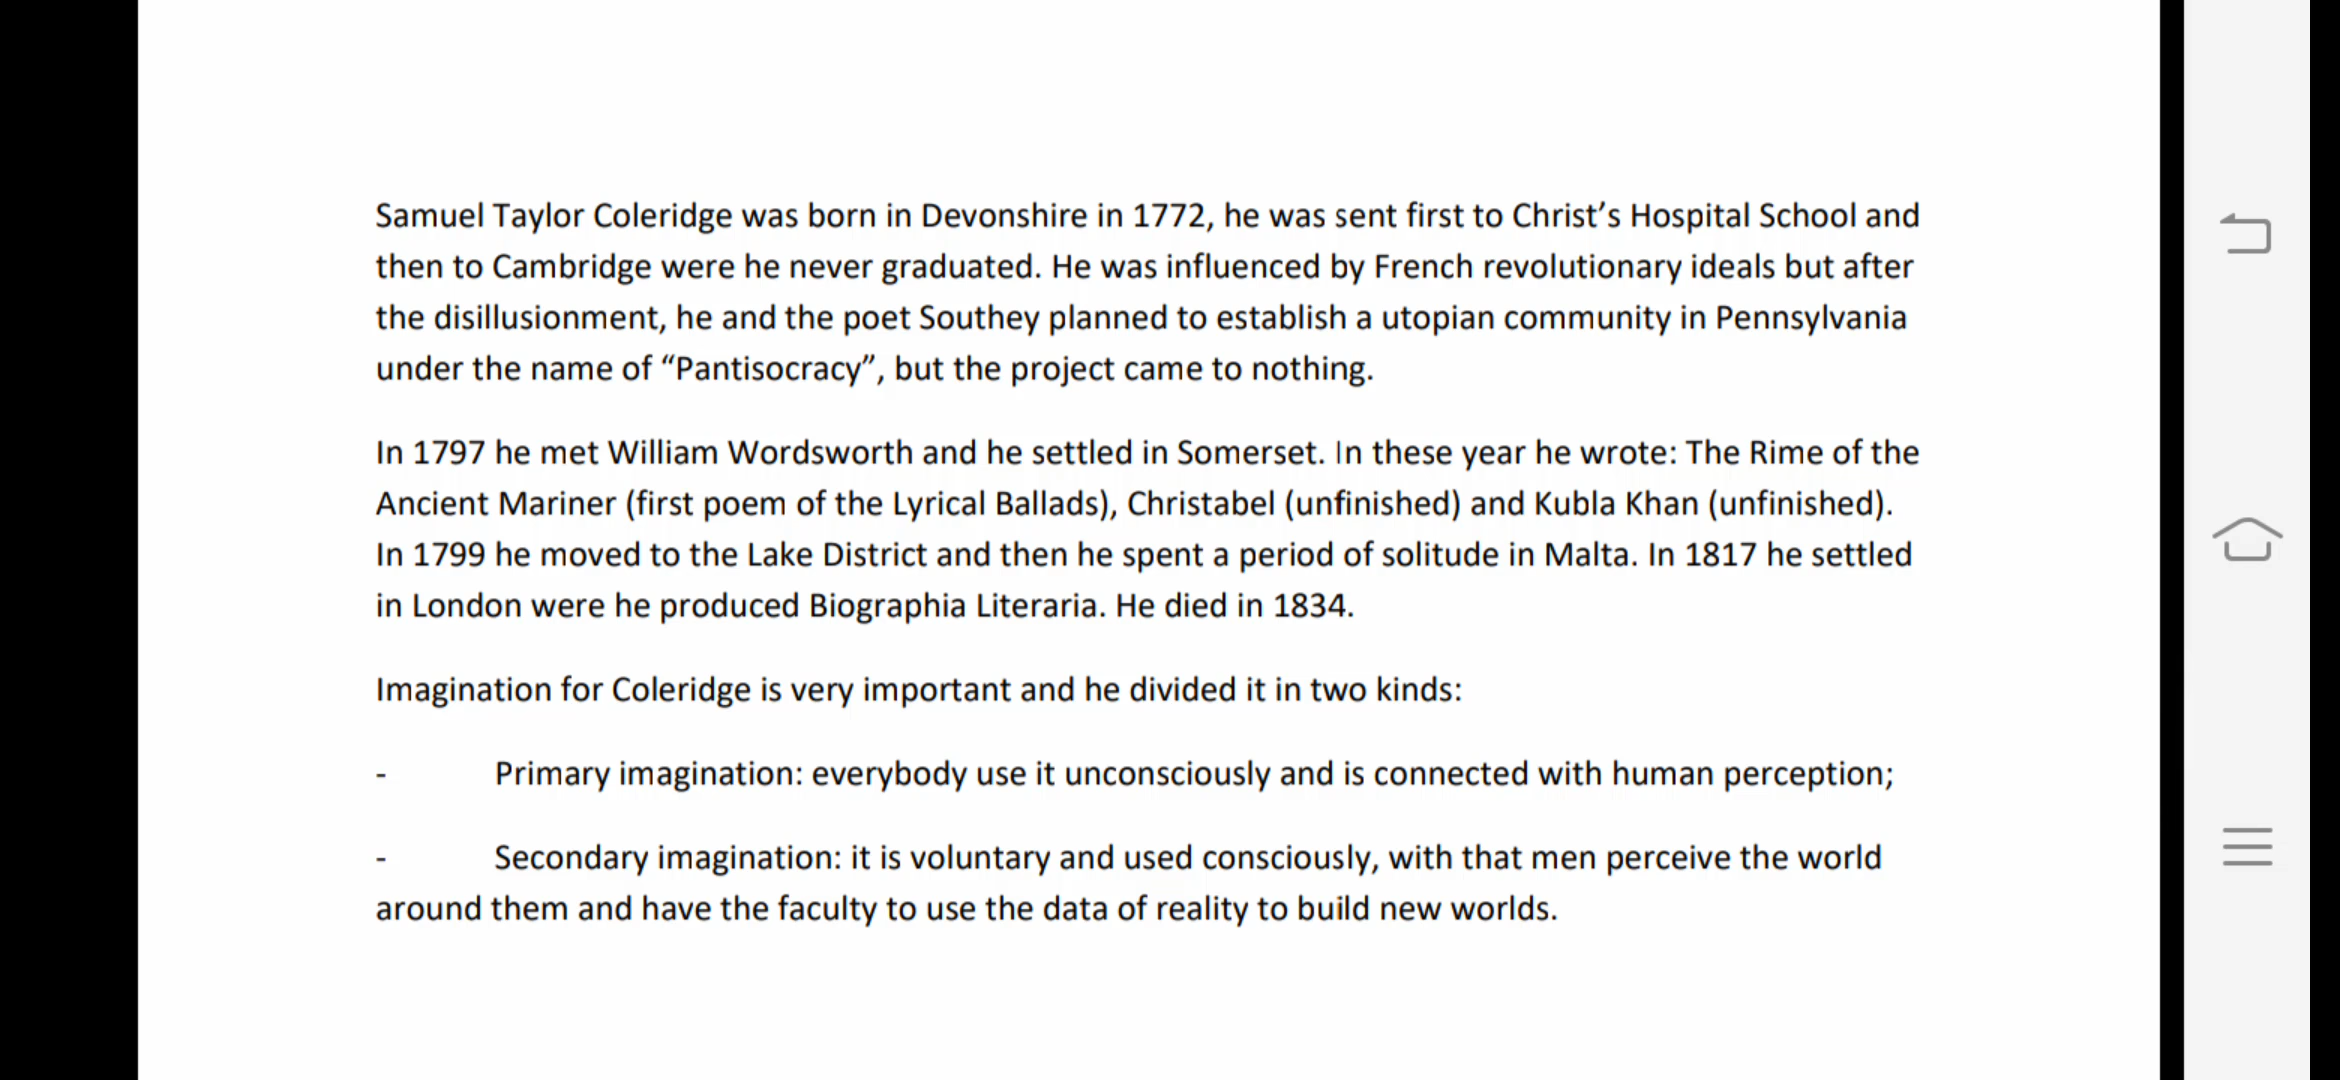 Samuel Taylor Coleridge was born in Devonshire in 1772, he was sent first to Christ’s Hospital School and
then to Cambridge were he never graduated. He was influenced by French revolutionary ideals but after
the disillusionment, he and the poet Southey planned to establish a utopian community in Pennsylvania
under the name of “Pantisocracy”, but the project came to nothing.
In 1797 he met William Wordsworth and he settled in Somerset. In these year he wrote: The Rime of the
Ancient Mariner (first poem of the Lyrical Ballads), Christabel (unfinished) and Kubla Khan (unfinished).
In 1799 he moved to the Lake District and then he spent a period of solitude in Malta. In 1817 he settled
in London were he produced Biographia Literaria. He died in 1834.
Imagination for Coleridge is very important and he divided it in two kinds:
- Primary imagination: everybody use it unconsciously and is connected with human perception;
- Secondary imagination: it is voluntary and used consciously, with that men perceive the world
around them and have the faculty to use the data of reality to build new worlds.